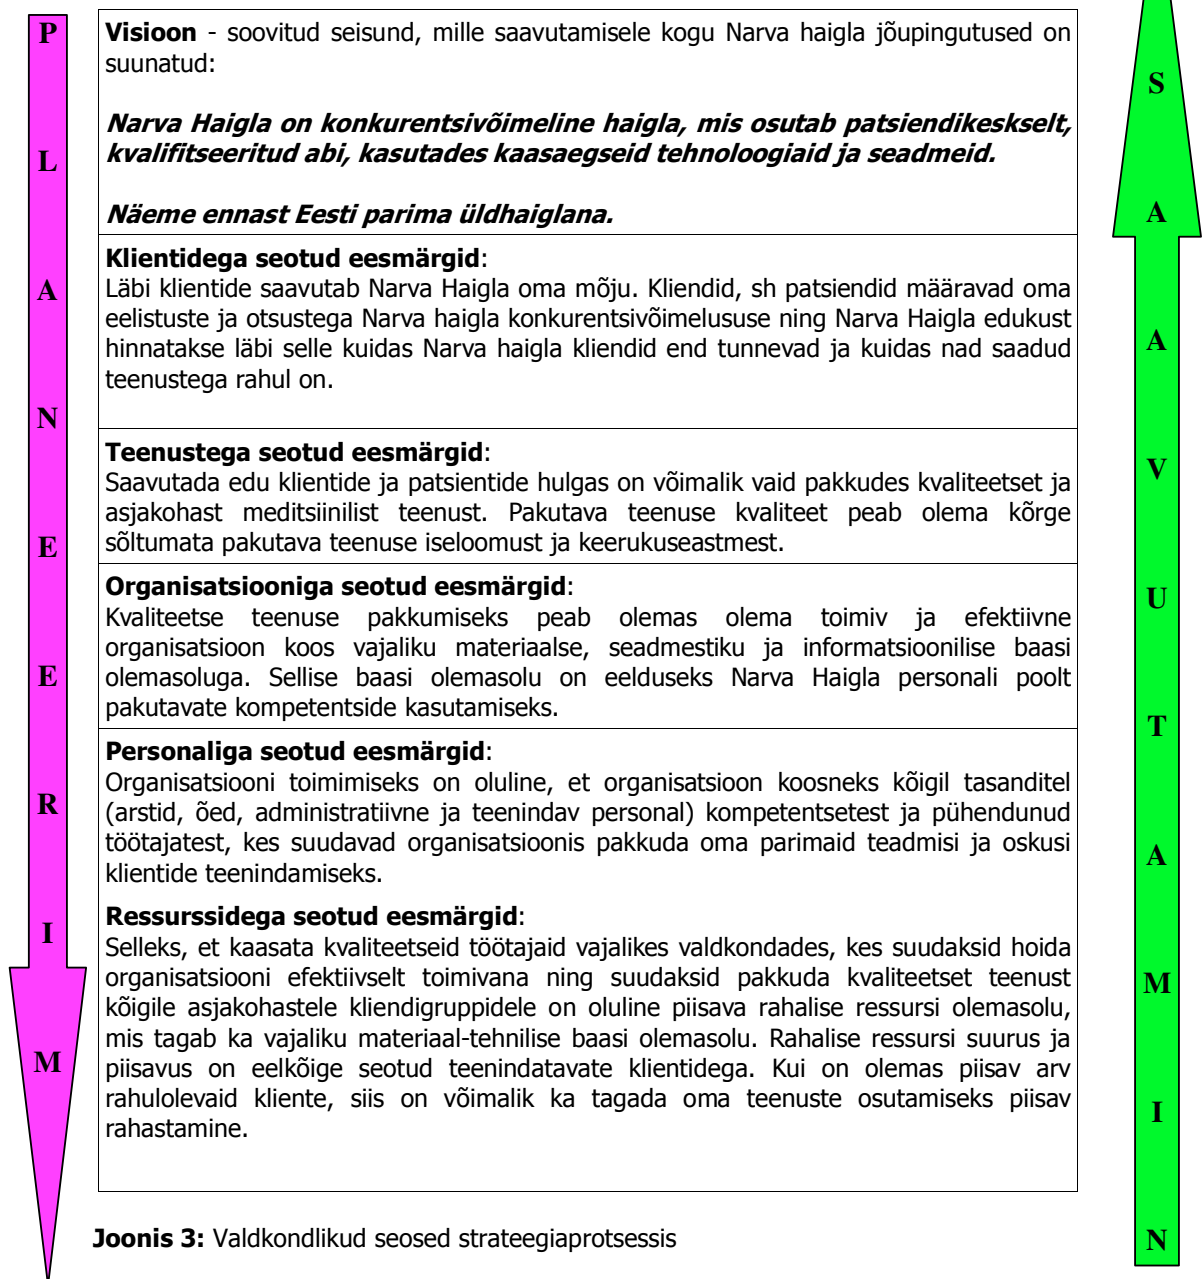 P
L
A
N
E
E
R
I
M
Visioon - soovitud seisund, mille saavutamisele kogu Narva haigla jõupingutused on
suunatud:
Narva Haigla on konkurentsivõimeline haigla, mis osutab patsiendikeskselt,
kvalifitseeritud abi, kasutades kaasaegseid tehnoloogiaid ja seadmeid.
Näeme ennast Eesti parima üldhaiglana.
Klientidega seotud eesmärgid:
Läbi klientide saavutab Narva Haigla oma mõju. Kliendid, sh patsiendid määravad oma
eelistuste ja otsustega Narva haigla konkurentsivõimelususe ning Narva Haigla edukust
hinnatakse läbi selle kuidas Narva haigla kliendid end tunnevad ja kuidas nad saadud
teenustega rahul on.
Teenustega seotud eesmärgid:
Saavutada edu klientide ja patsientide hulgas on võimalik vaid pakkudes kvaliteetset ja
asjakohast meditsiinilist teenust. Pakutava teenuse kvaliteet peab olema kõrge
sõltumata pakutava teenuse iseloomust ja keerukuseastmest.
Organisatsiooniga seotud eesmärgid:
Kvaliteetse teenuse pakkumiseks peab olemas olema toimiv ja efektiivne
organisatsioon koos vajaliku materiaalse, seadmestiku ja informatsioonilise baasi
olemasoluga. Sellise baasi olemasolu on eelduseks Narva Haigla personali poolt
pakutavate kompetentside kasutamiseks.
Personaliga seotud eesmärgid:
Organisatsiooni toimimiseks on oluline, et organisatsioon koosneks kõigil tasanditel
(arstid, õed, administratiivne ja teenindav personal) kompetentsetest ja pühendunud
töötajatest, kes suudavad organisatsioonis pakkuda oma parimaid teadmisi ja oskusi
klientide teenindamiseks.
Ressurssidega seotud eesmärgid:
Selleks, et kaasata kvaliteetseid töötajaid vajalikes valdkondades, kes suudaksid hoida
organisatsiooni efektiivselt toimivana ning suudaksid pakkuda kvaliteetset teenust
kõigile asjakohastele kliendigruppidele on oluline piisava rahalise ressursi olemasolu,
mis tagab ka vajaliku materiaal-tehnilise baasi olemasolu. Rahalise ressursi suurus ja
piisavus on eelkõige seotud teenindatavate klientidega. Kui on olemas piisav arv
rahulolevaid kliente, siis on võimalik ka tagada oma teenuste osutamiseks piisav
rahastamine.
S
A
A
V
U
T
A
M
I
N
Joonis 3: Valdkondlikud seosed strateegiaprotsessis